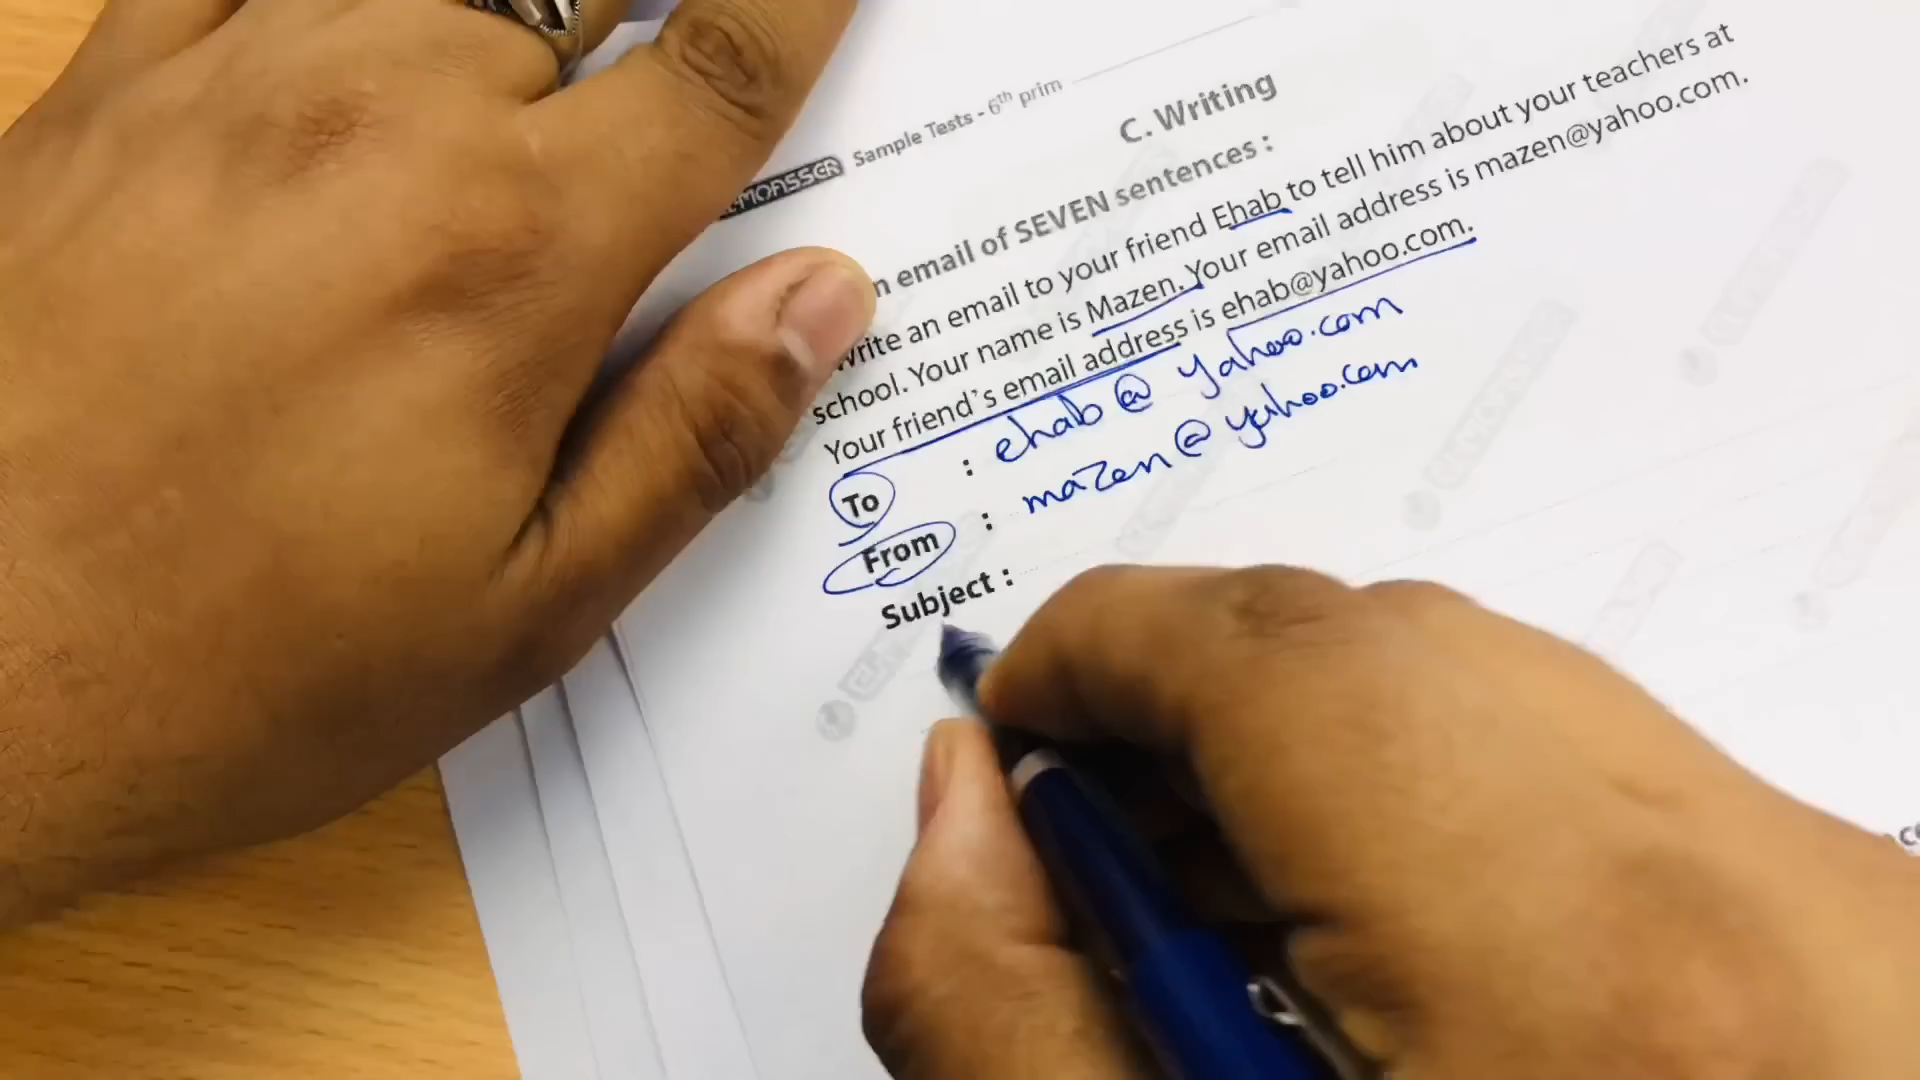 Sample Tests - 6th prim
C. Writing
email of SEVEN sentences :
Write an email to your friend Ehab to tell him about your teachers at
school. Your name is Mazen. Your email address is mazen@yahoo.com.
Your friend's email address is ehab@yahoo.com.
To : ehab@yahoo.com
From : mazen@yahoo.com
Subject :